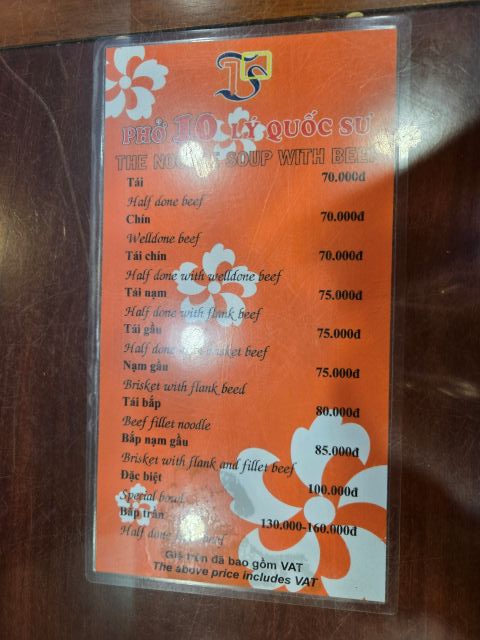 PHỞ 10 LÝ QUỐC SƯ
THE NOODLE SOUP WITH BEEF
Tái 70.000đ
Half done beef
Chín 70.000đ
Welldone beef
Tái chín 70.000đ
Half done with welldone beef
Tái nạm 75.000đ
Half done with flank beef
Tái gầu 75.000đ
Half done with brisket beef
Nạm gầu 75.000đ
Brisket with flank beed
Tái bắp 80.000đ
Beef fillet noodle
Bắp nạm gầu 85.000đ
Brisket with flank and fillet beef
Đặc biệt 100.000đ
Special bowl
Bắp trần 130.000-160.000đ
Half done beef
Giá trên đã bao gồm VAT
The above price includes VAT